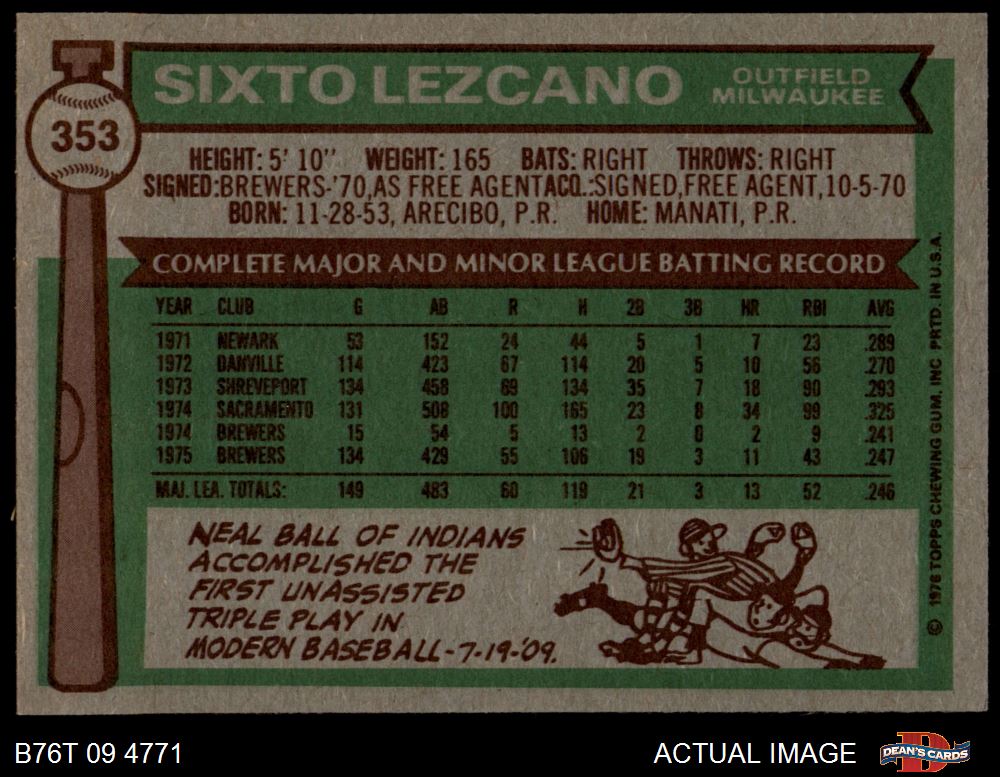 353
SIXTO LEZCANO
OUTFIELD
MILWAUKEE
HEIGHT: 5' 10" WEIGHT: 165 BATS: RIGHT THROWS: RIGHT
SIGNED:BREWERS-'70,AS FREE AGENT ACQ.:SIGNED,FREE AGENT,10-5-70
BORN: 11-28-53, ARECIBO, P.R. HOME: MANATI, P.R.
COMPLETE MAJOR AND MINOR LEAGUE BATTING RECORD
YEAR CLUB G AB R H 2B 3B HR RBI AVG
1971 NEWARK 53 152 24 44 5 1 7 23 .289
1972 DANVILLE 114 423 67 114 20 5 10 56 .270
1973 SHREVEPORT 134 458 69 134 35 7 18 90 .293
1974 SACRAMENTO 131 508 100 165 23 8 34 99 .325
1974 BREWERS 15 54 5 13 2 0 2 9 .241
1975 BREWERS 134 429 55 106 19 3 11 43 .247
MAJ. LEA. TOTALS: 149 483 60 119 21 3 13 52 .246
NEAL BALL OF INDIANS
ACCOMPLISHED THE
FIRST UNASSISTED
TRIPLE PLAY IN
MODERN BASEBALL-7-19-'09.
© 1976 TOPPS CHEWING GUM, INC PRTD. IN U.S.A.
B76T 09 4771
ACTUAL IMAGE
DEAN'S CARDS